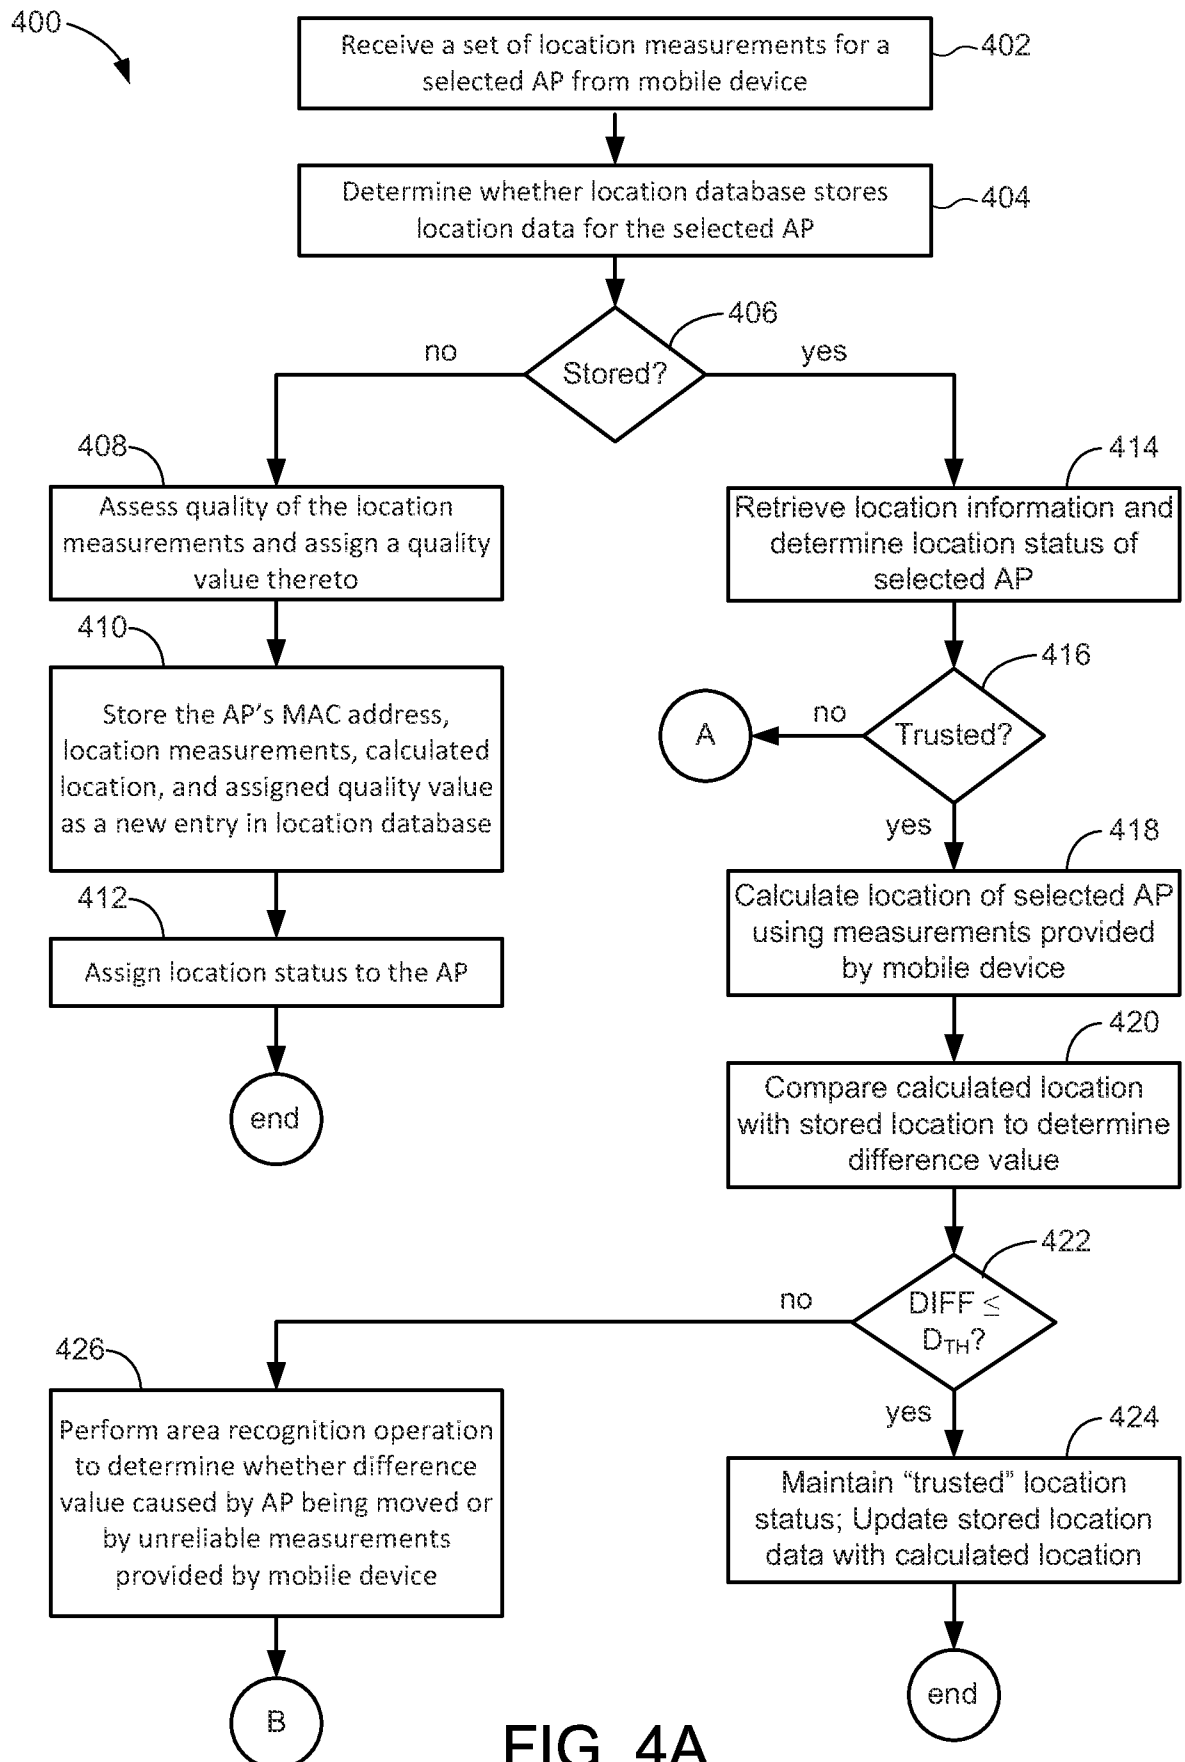 400
Receive a set of location measurements for a
selected AP from mobile device
402
Determine whether location database stores
location data for the selected AP
404
406
Stored?
no
yes
408
Assess quality of the location
measurements and assign a quality
value thereto
410
Store the AP's MAC address,
location measurements, calculated
location, and assigned quality value
as a new entry in location database
412
Assign location status to the AP
end
414
Retrieve location information and
determine location status of
selected AP
416
Trusted?
no
A
yes
418
Calculate location of selected AP
using measurements provided
by mobile device
420
Compare calculated location
with stored location to determine
difference value
422
DIFF ≤
DTH?
no
yes
426
Perform area recognition operation
to determine whether difference
value caused by AP being moved or
by unreliable measurements
provided by mobile device
B
424
Maintain “trusted” location
status; Update stored location
data with calculated location
end
FIG. 4A